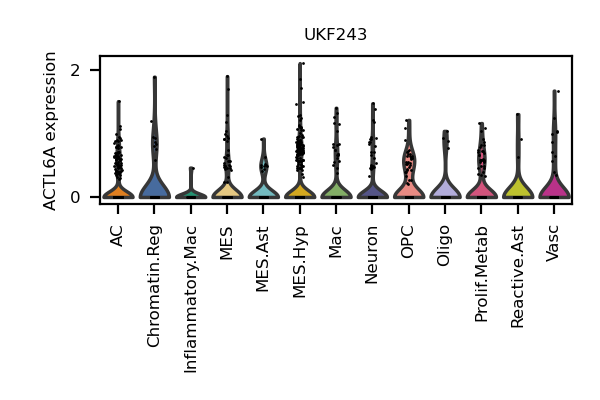 UKF243
ACTL6A expression
2
0
AC
Chromatin.Reg
Inflammatory.Mac
MES
MES.Ast
MES.Hyp
Mac
Neuron
OPC
Oligo
Prolif.Metab
Reactive.Ast
Vasc